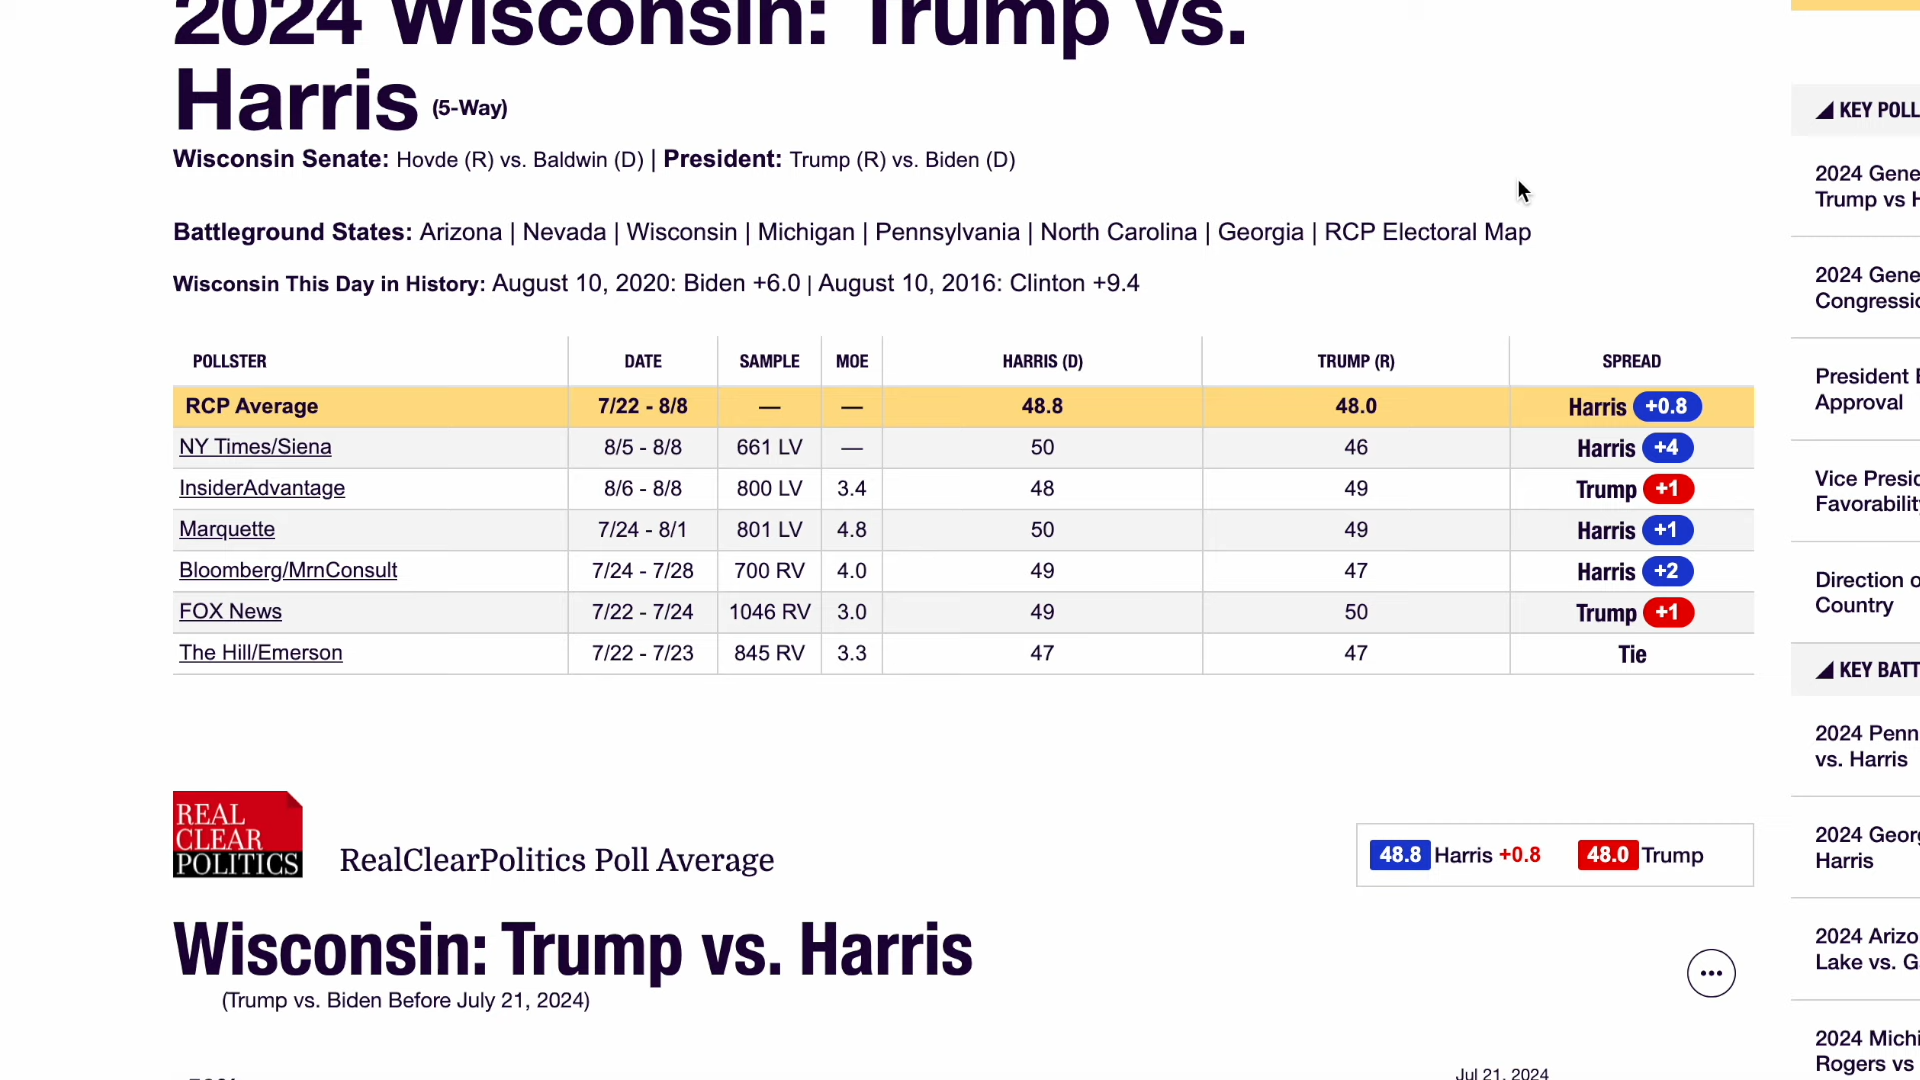 2024 Wisconsin: Trump vs.
Harris (5-Way)
Wisconsin Senate: Hovde (R) vs. Baldwin (D) | President: Trump (R) vs. Biden (D)
Battleground States: Arizona | Nevada | Wisconsin | Michigan | Pennsylvania | North Carolina | Georgia | RCP Electoral Map
Wisconsin This Day in History: August 10, 2020: Biden +6.0 | August 10, 2016: Clinton +9.4
POLLSTER DATE SAMPLE MOE HARRIS (D) TRUMP (R) SPREAD
RCP Average 7/22 - 8/8 — — 48.8 48.0 Harris +0.8
NY Times/Siena 8/5 - 8/8 661 LV — 50 46 Harris +4
InsiderAdvantage 8/6 - 8/8 800 LV 3.4 48 49 Trump +1
Marquette 7/24 - 8/1 801 LV 4.8 50 49 Harris +1
Bloomberg/MrnConsult 7/24 - 7/28 700 RV 4.0 49 47 Harris +2
FOX News 7/22 - 7/24 1046 RV 3.0 49 50 Trump +1
The Hill/Emerson 7/22 - 7/23 845 RV 3.3 47 47 Tie
REAL
CLEAR
POLITICS
RealClearPolitics Poll Average
48.8 Harris +0.8 48.0 Trump
Wisconsin: Trump vs. Harris
(Trump vs. Biden Before July 21, 2024)
Jul 21, 2024
KEY POLL
2024 Gene
Trump vs H
2024 Gene
Congressio
President B
Approval
Vice Presid
Favorability
Direction o
Country
KEY BATT
2024 Penn
vs. Harris
2024 Georg
Harris
2024 Arizo
Lake vs. G
2024 Michi
Rogers vs